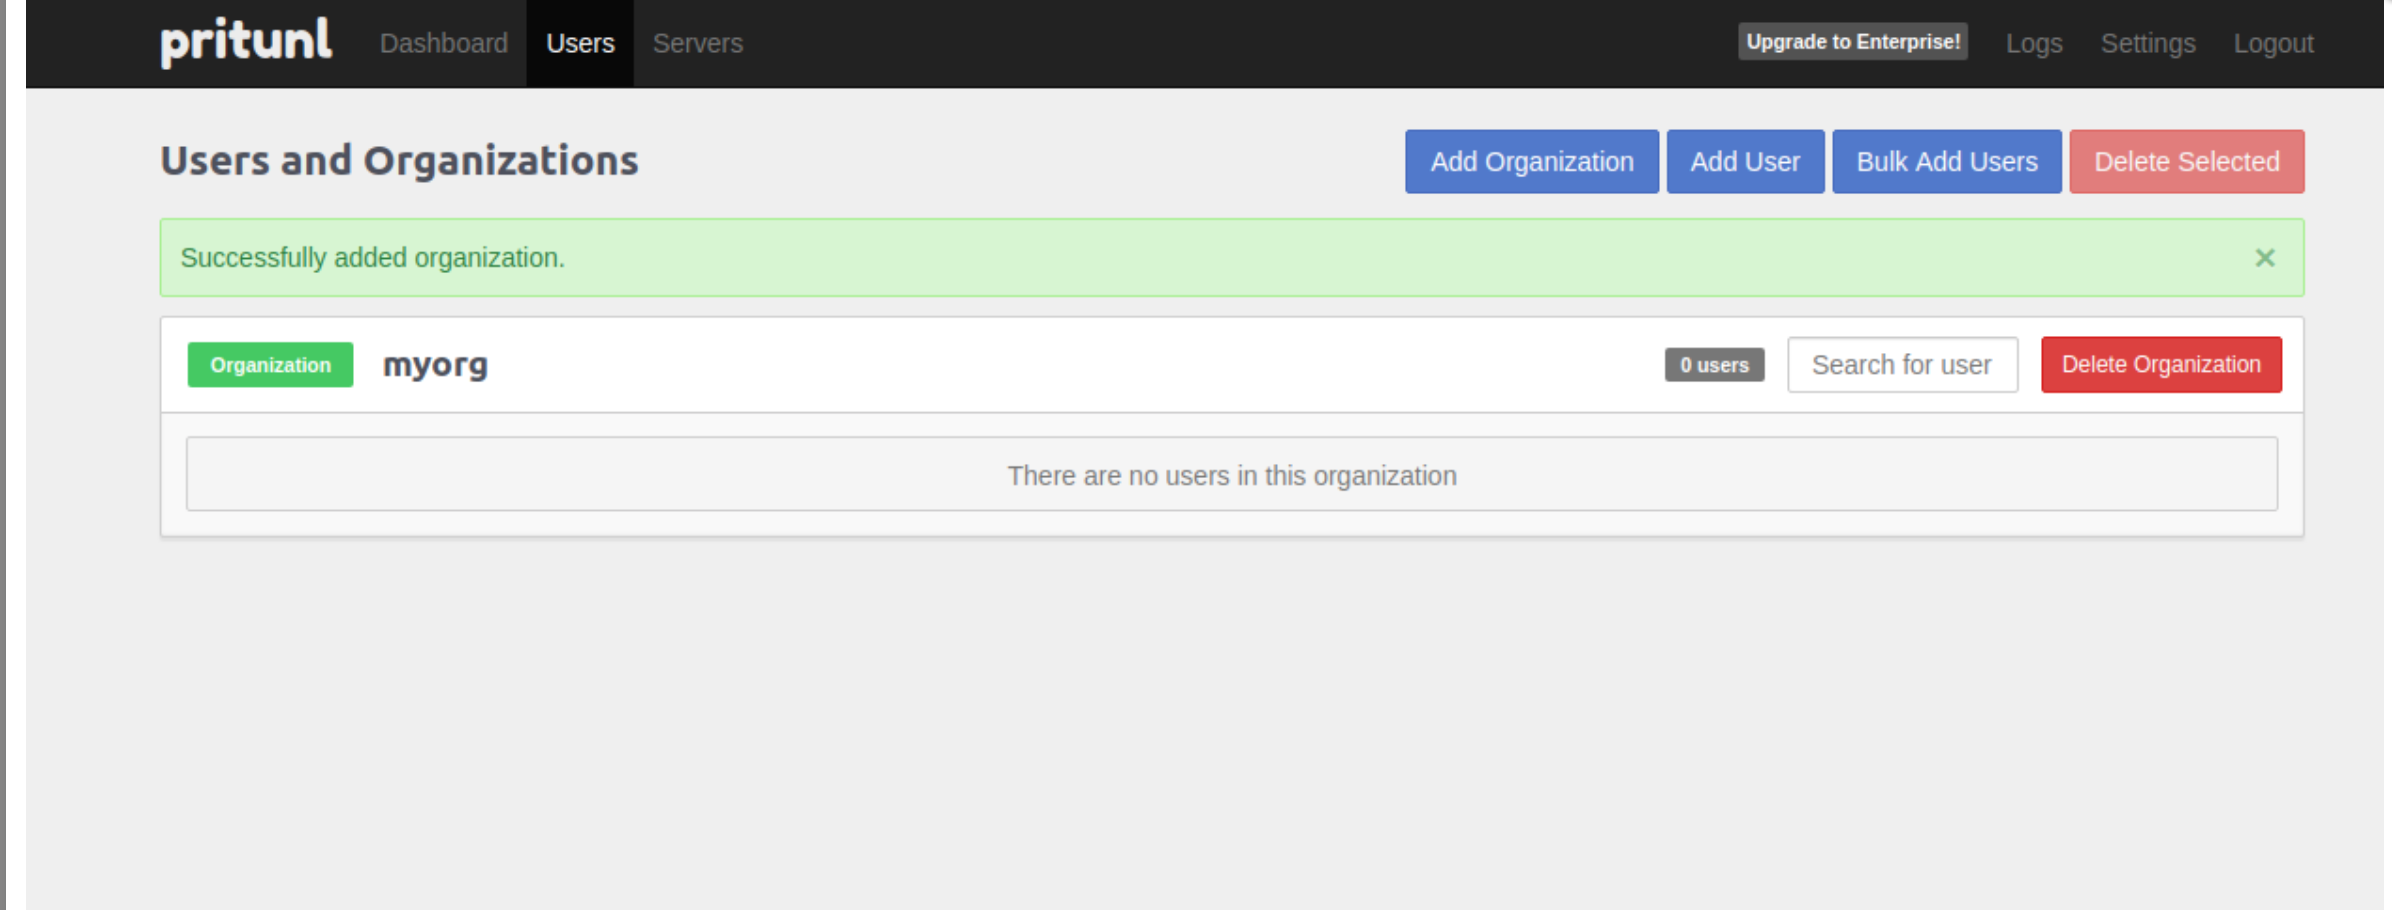 pritunl Dashboard Users Servers Upgrade to Enterprise! Logs Settings Logout
Users and Organizations Add Organization Add User Bulk Add Users Delete Selected
Successfully added organization. ×
Organization myorg 0 users Search for user Delete Organization
There are no users in this organization